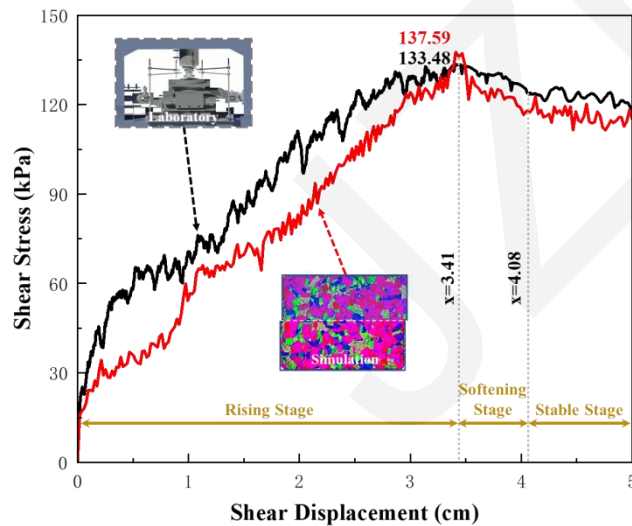 150
120
90
60
30
0
Shear Stress (kPa)
137.59
133.48
Laboratory
Simulation
x=3.41
x=4.08
Rising Stage
Softening
Stage
Stable Stage
0
1
2
3
4
5
Shear Displacement (cm)